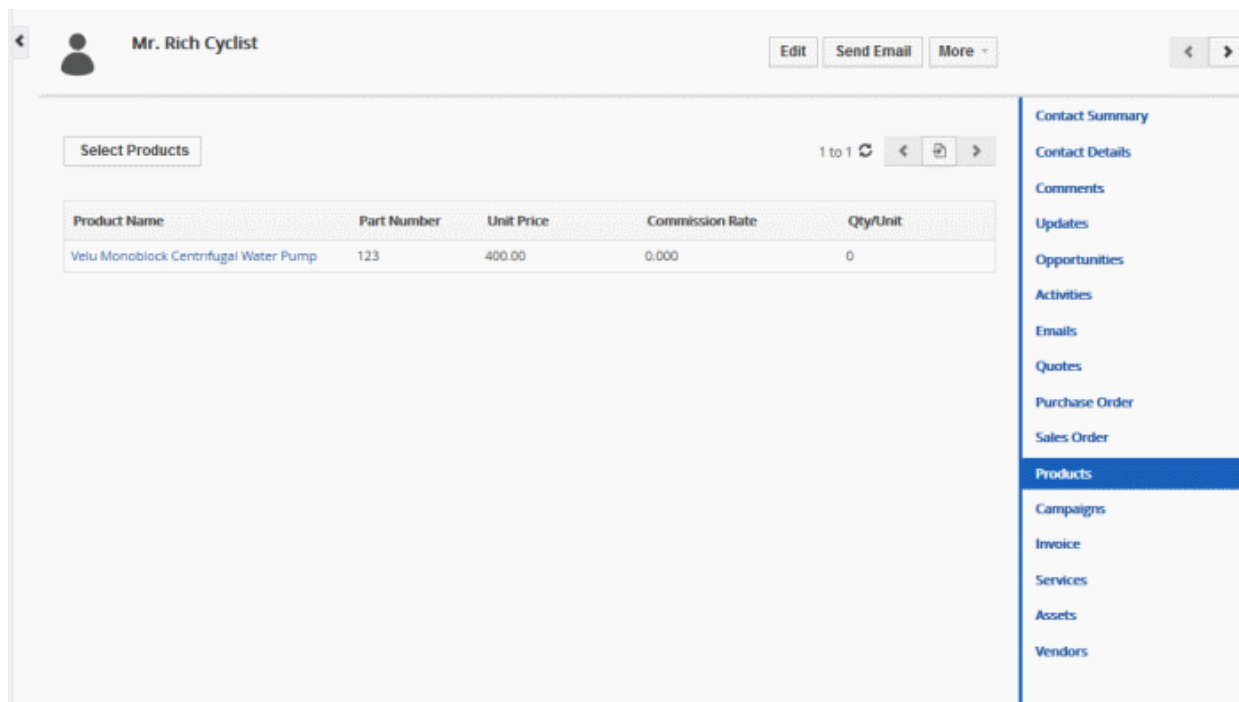 Mr. Rich Cyclist
Edit Send Email More
Select Products
1 to 1
Product Name Part Number Unit Price Commission Rate Qty/Unit
Velu Monoblock Centrifugal Water Pump 123 400.00 0.000 0
Contact Summary
Contact Details
Comments
Updates
Opportunities
Activities
Emails
Quotes
Purchase Order
Sales Order
Products
Campaigns
Invoice
Services
Assets
Vendors